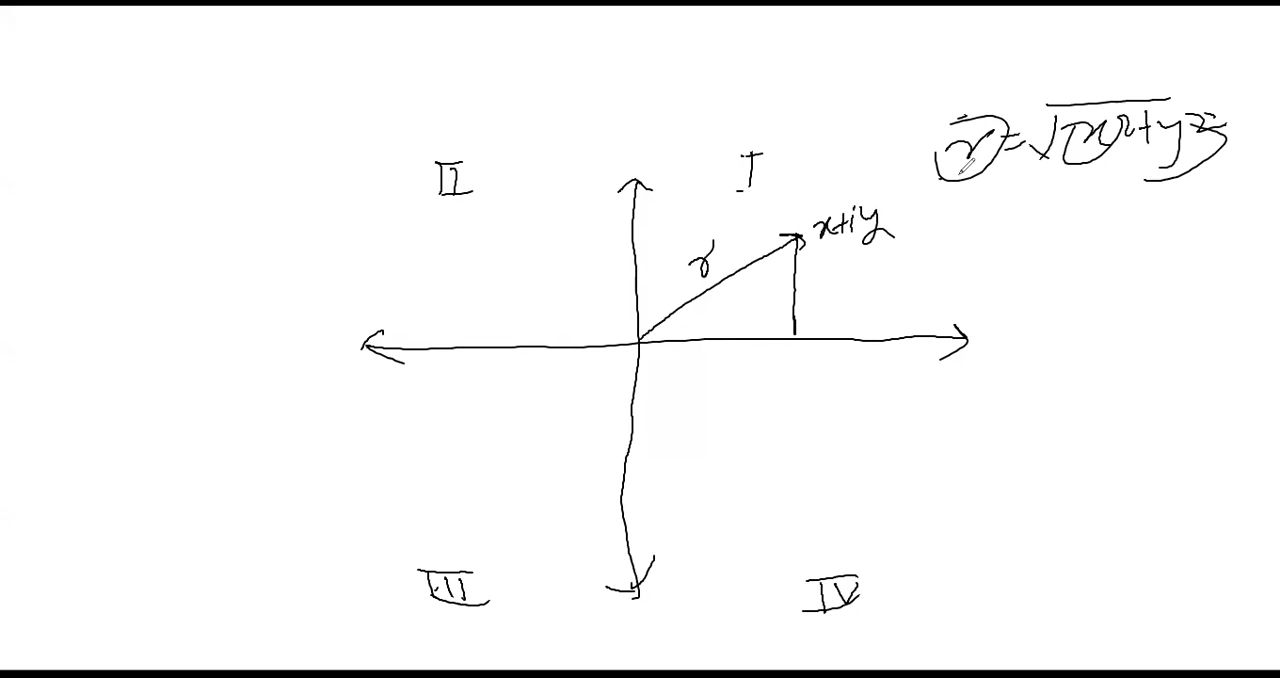 r = √x²+y²
II
I
x+iy
r
III
IV